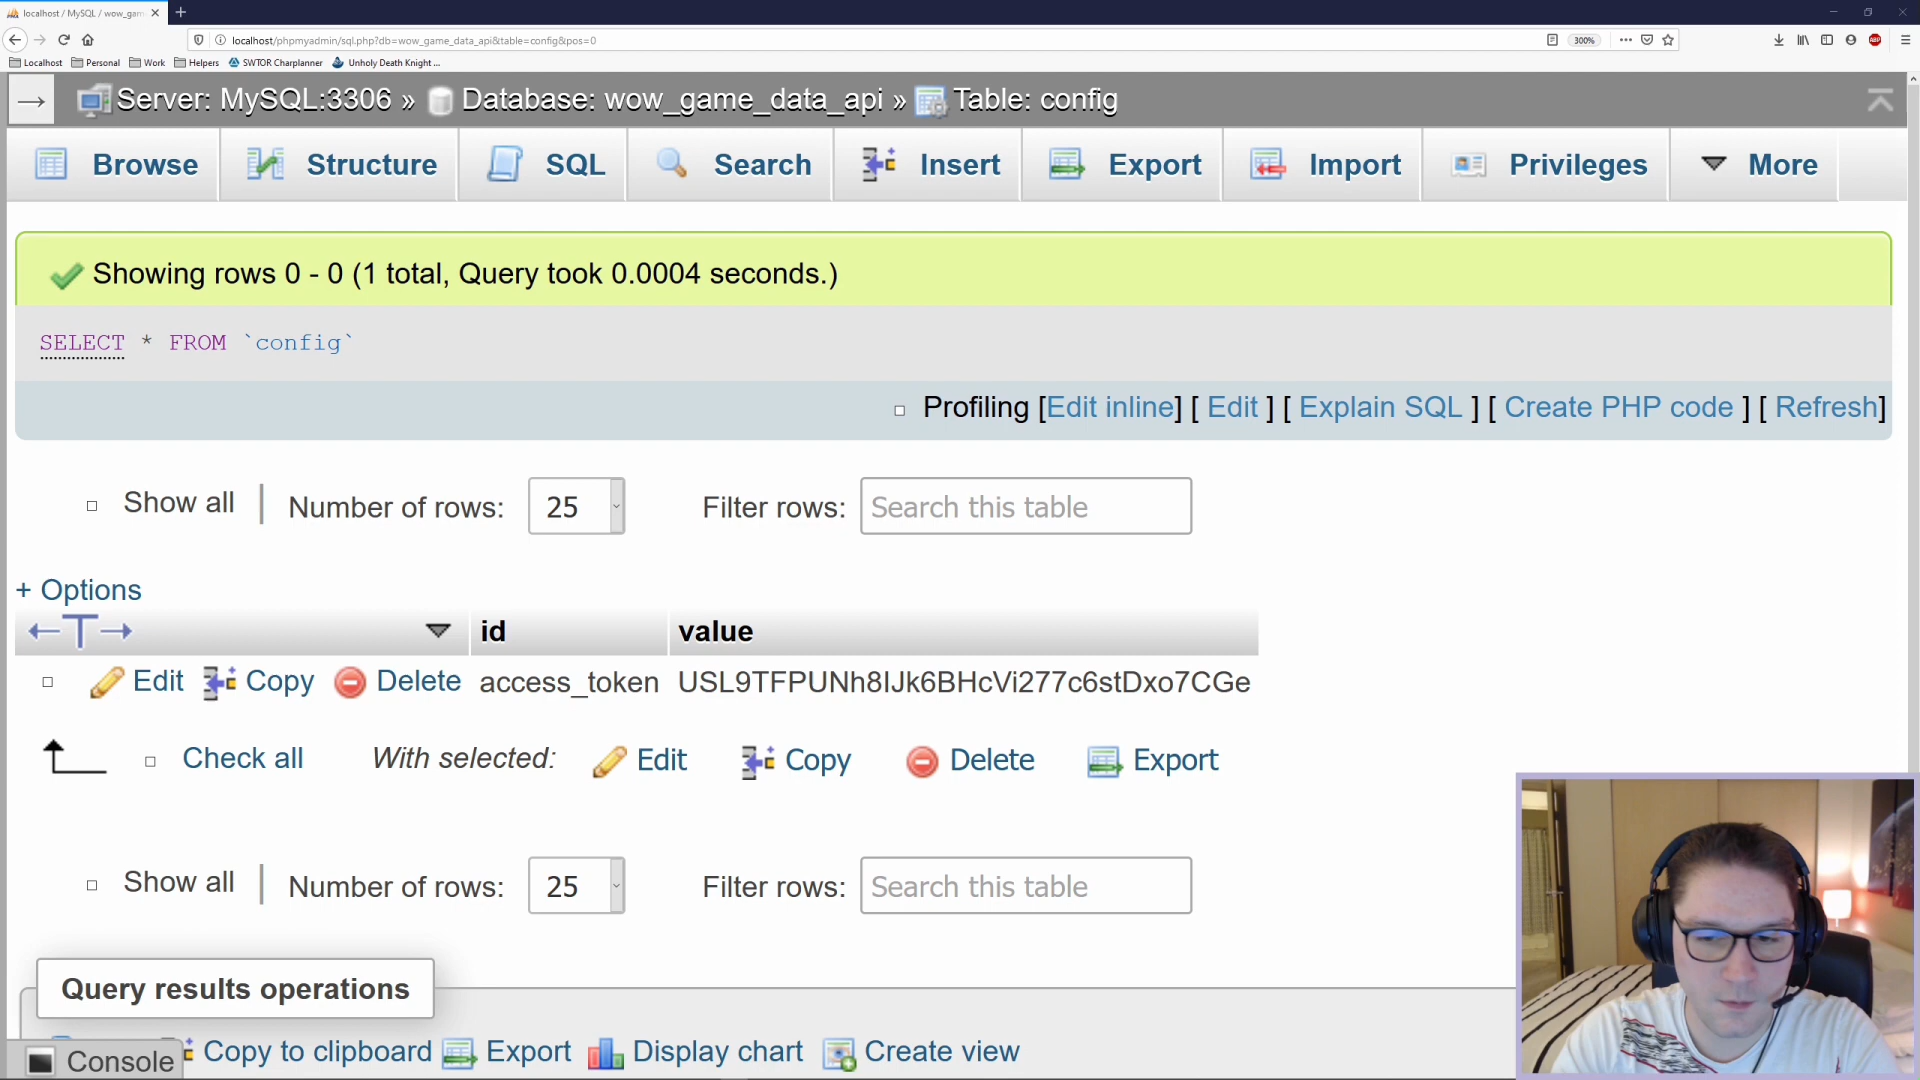 localhost / MySQL / wow_gam
localhost/phpmyadmin/sql.php?db=wow_game_data_api&table=config&pos=0
300%
Localhost Personal Work Helpers SWTOR Charplanner Unholy Death Knight ...
Server: MySQL:3306 » Database: wow_game_data_api » Table: config
Browse Structure SQL Search Insert Export Import Privileges More
Showing rows 0 - 0 (1 total, Query took 0.0004 seconds.)
SELECT * FROM `config`
Profiling [Edit inline] [ Edit ] [ Explain SQL ] [ Create PHP code ] [ Refresh]
Show all | Number of rows: 25 Filter rows: Search this table
+ Options
←T→ id value
Edit Copy Delete access_token USL9TFPUNh8IJk6BHcVi277c6stDxo7CGe
Check all With selected: Edit Copy Delete Export
Show all | Number of rows: 25 Filter rows: Search this table
Query results operations
Copy to clipboard Export Display chart Create view
Console